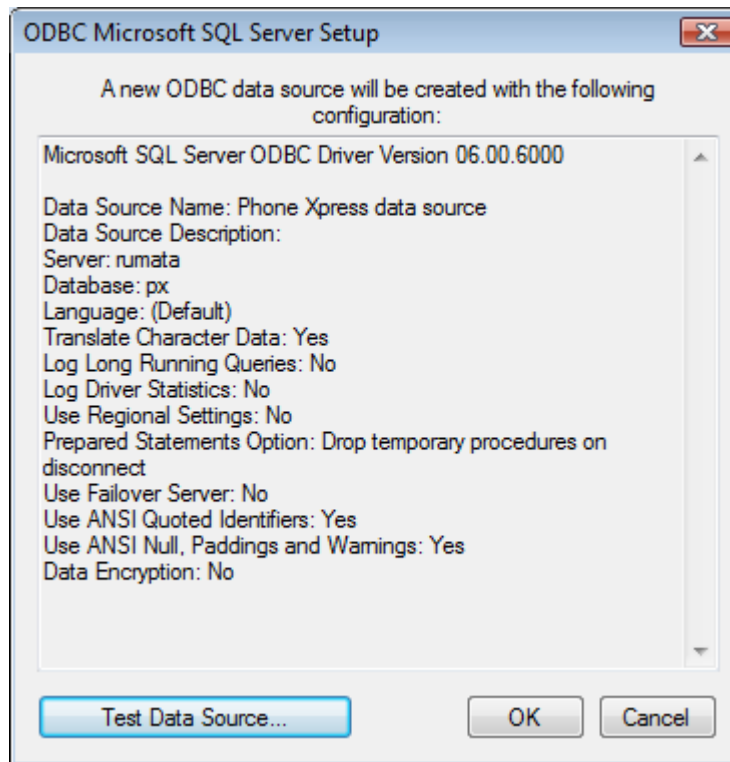 ODBC Microsoft SQL Server Setup
A new ODBC data source will be created with the following
configuration:
Microsoft SQL Server ODBC Driver Version 06.00.6000
Data Source Name: Phone Xpress data source
Data Source Description:
Server: rumata
Database: px
Language: (Default)
Translate Character Data: Yes
Log Long Running Queries: No
Log Driver Statistics: No
Use Regional Settings: No
Prepared Statements Option: Drop temporary procedures on
disconnect
Use Failover Server: No
Use ANSI Quoted Identifiers: Yes
Use ANSI Null, Paddings and Warnings: Yes
Data Encryption: No
Test Data Source... OK Cancel